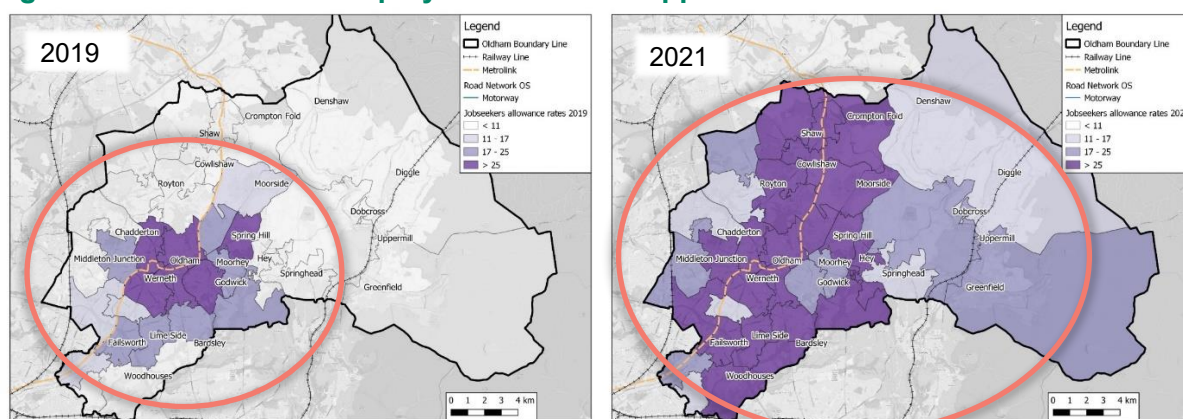 2019
Legend
Oldham Boundary Line
Railway Line
Metrolink
Road Network OS
Motorway
Jobseekers allowance rates 2019
< 11
11 - 17
17 - 25
> 25
Denshaw
Crompton Fold
Shaw
Cowlishaw
Moorside
Royton
Diggle
Dobcross
Uppermill
Chadderton
Spring Hill
Middleton Junction
Oldham
Moorhey
Hey
Springhead
Werneth
Godwick
Greenfield
Lime Side
Failsworth
Bardsley
Woodhouses
0 1 2 3 4 km
2021
Legend
Oldham Boundary Line
Railway Line
Metrolink
Road Network OS
Motorway
Jobseekers allowance rates 202
< 11
11 - 17
17 - 25
> 25
Denshaw
Crompton Fold
Shaw
Cowlishaw
Diggle
Royton
Moorside
Dobcross
Chadderton
Spring Hill
Uppermill
Middleton Junction
Oldham
Moorhey
Hey
Springhead
Werneth
Godwick
Greenfield
Lime Side
Failsworth
Bardsley
Woodhouses
0 1 2 3 4 km